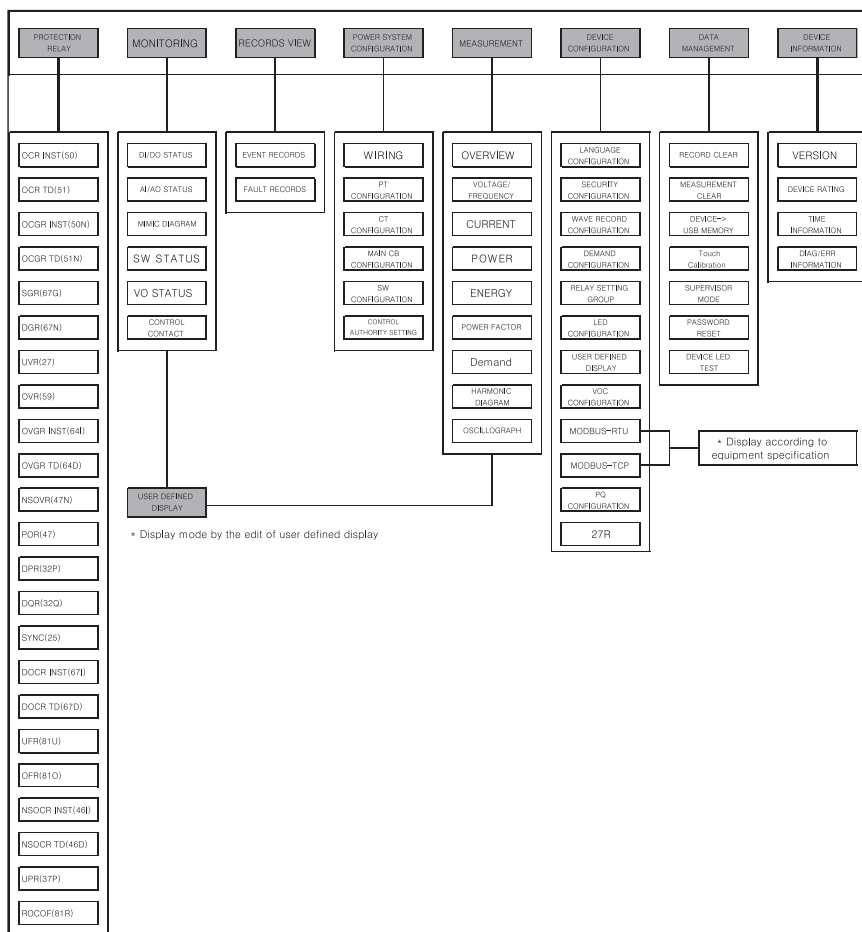 PROTECTION
RELAY
MONITORING
RECORDS VIEW
POWER SYSTEM
CONFIGURATION
MEASUREMENT
DEVICE
CONFIGURATION
DATA
MANAGEMENT
DEVICE
INFORMATION
OCR INST(50)
OCR TD(51)
OCGR INST(50N)
OCGR TD(51N)
SGR(67G)
DGR(67N)
UVR(27)
OVR(59)
OVGR INST(64I)
OVGR TD(64D)
NSOVR(47N)
POR(47)
DPR(32P)
DQR(32Q)
SYNC(25)
DOCR INST(67I)
DOCR TD(67D)
UFR(81U)
OFR(81O)
NSOCR INST(46I)
NSOCR TD(46D)
UPR(37P)
ROCOF(81R)
DI/DO STATUS
AI/AO STATUS
MIMIC DIAGRAM
SW STATUS
VO STATUS
CONTROL
CONTACT
USER DEFINED
DISPLAY
* Display mode by the edit of user defined display
EVENT RECORDS
FAULT RECORDS
WIRING
PT
CONFIGURATION
CT
CONFIGURATION
MAIN CB
CONFIGURATION
SW
CONFIGURATION
CONTROL
AUTHORITY SETTING
OVERVIEW
VOLTAGE/
FREQUENCY
CURRENT
POWER
ENERGY
POWER FACTOR
Demand
HARMONIC
DIAGRAM
OSCILLOGRAPH
LANGUAGE
CONFIGURATION
SECURITY
CONFIGURATION
WAVE RECORD
CONFIGURATION
DEMAND
CONFIGURATION
RELAY SETTING
GROUP
LED
CONFIGURATION
USER DEFINED
DISPLAY
VOC
CONFIGURATION
MODBUS-RTU
MODBUS-TCP
PQ
CONFIGURATION
27R
* Display according to
equipment specification
RECORD CLEAR
MEASUREMENT
CLEAR
DEVICE->
USB MEMORY
Touch
Calibration
SUPERVISOR
MODE
PASSWORD
RESET
DEVICE LED
TEST
VERSION
DEVICE RATING
TIME
INFORMATION
DIAG/ERR
INFORMATION